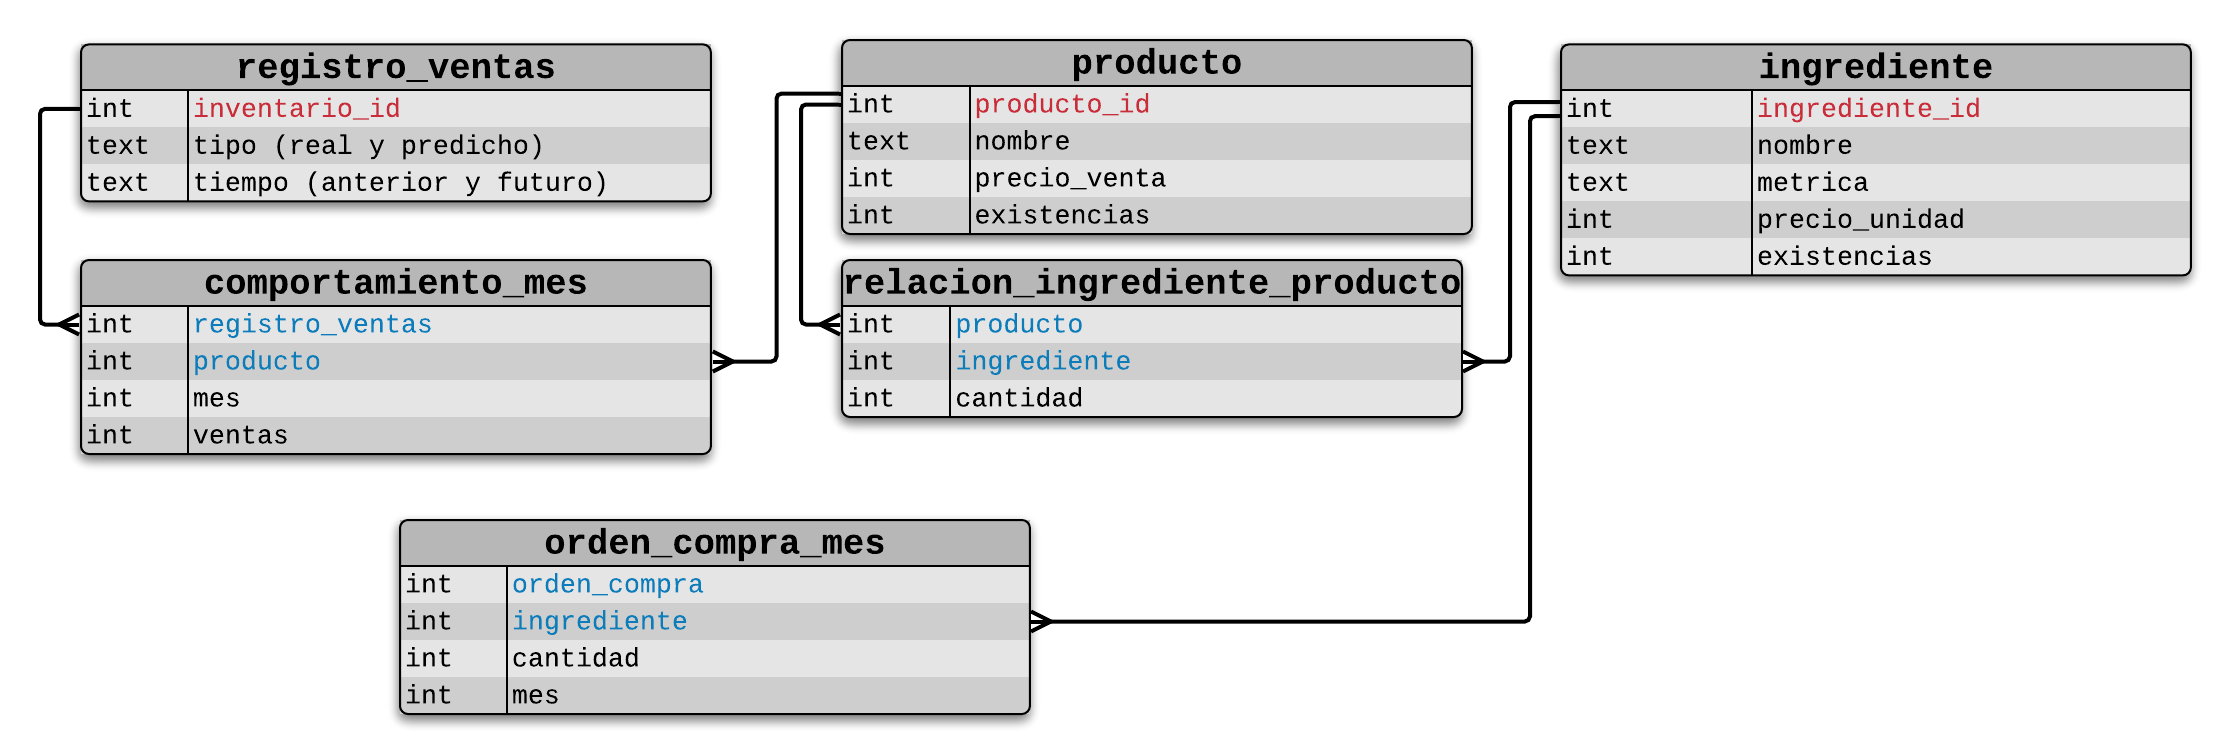 registro_ventas
int inventario_id
text tipo (real y predicho)
text tiempo (anterior y futuro)
comportamiento_mes
int registro_ventas
int producto
int mes
int ventas
producto
int producto_id
text nombre
int precio_venta
int existencias
relacion_ingrediente_producto
int producto
int ingrediente
int cantidad
ingrediente
int ingrediente_id
text nombre
text metrica
int precio_unidad
int existencias
orden_compra_mes
int orden_compra
int ingrediente
int cantidad
int mes